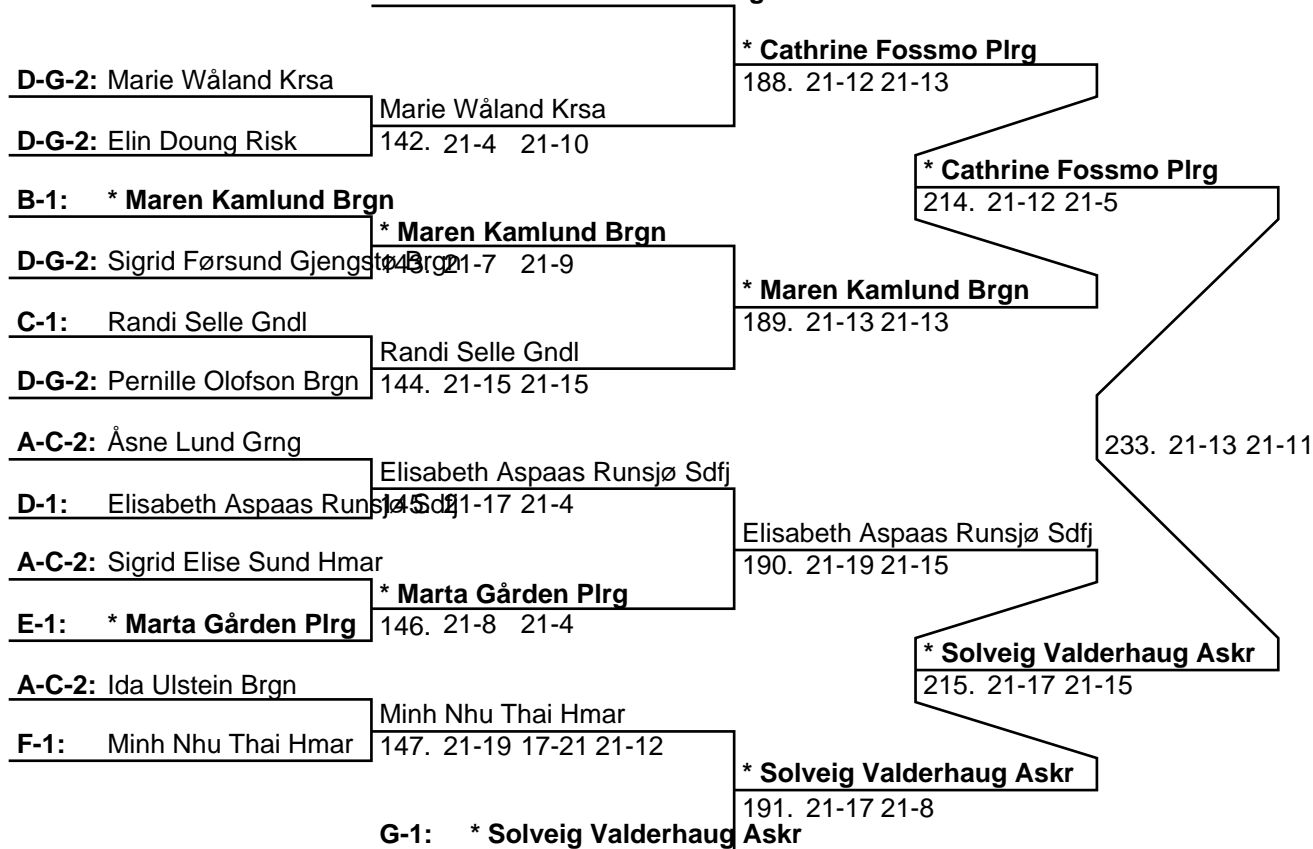 * Cathrine Fossmo Plrg
D-G-2: Marie Wåland Krsa
188. 21-12 21-13
Marie Wåland Krsa
D-G-2: Elin Doung Risk
142. 21-4 21-10
* Cathrine Fossmo Plrg
B-1: * Maren Kamlund Brgn
214. 21-12 21-5
* Maren Kamlund Brgn
D-G-2: Sigrid Førsund Gjengstø Brgn
143. 21-7 21-9
* Maren Kamlund Brgn
C-1: Randi Selle Gndl
189. 21-13 21-13
Randi Selle Gndl
D-G-2: Pernille Olofson Brgn
144. 21-15 21-15
A-C-2: Åsne Lund Grng
233. 21-13 21-11
Elisabeth Aspaas Runsjø Sdfj
D-1: Elisabeth Aspaas Runsjø Sdfj
145. 21-17 21-4
Elisabeth Aspaas Runsjø Sdfj
A-C-2: Sigrid Elise Sund Hmar
190. 21-19 21-15
* Marta Gården Plrg
E-1: * Marta Gården Plrg
146. 21-8 21-4
* Solveig Valderhaug Askr
A-C-2: Ida Ulstein Brgn
215. 21-17 21-15
Minh Nhu Thai Hmar
F-1: Minh Nhu Thai Hmar
147. 21-19 17-21 21-12
* Solveig Valderhaug Askr
191. 21-17 21-8
G-1: * Solveig Valderhaug Askr